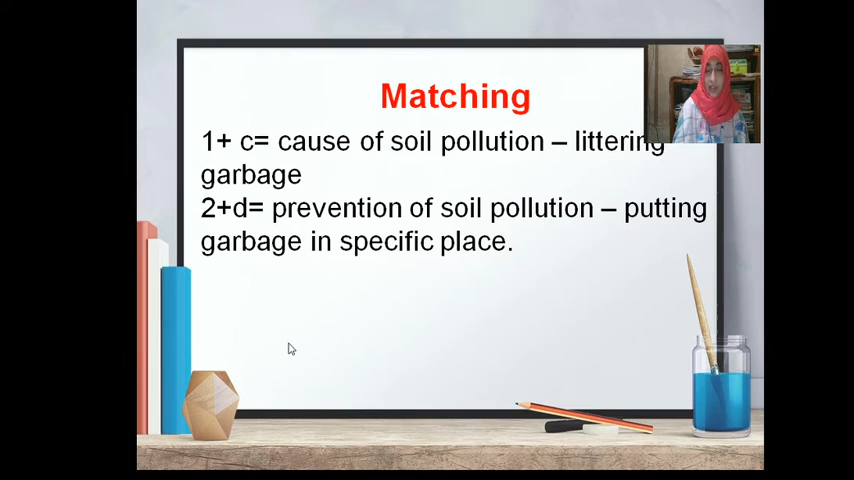 Matching
1+ c= cause of soil pollution – littering
garbage
2+d= prevention of soil pollution – putting
garbage in specific place.